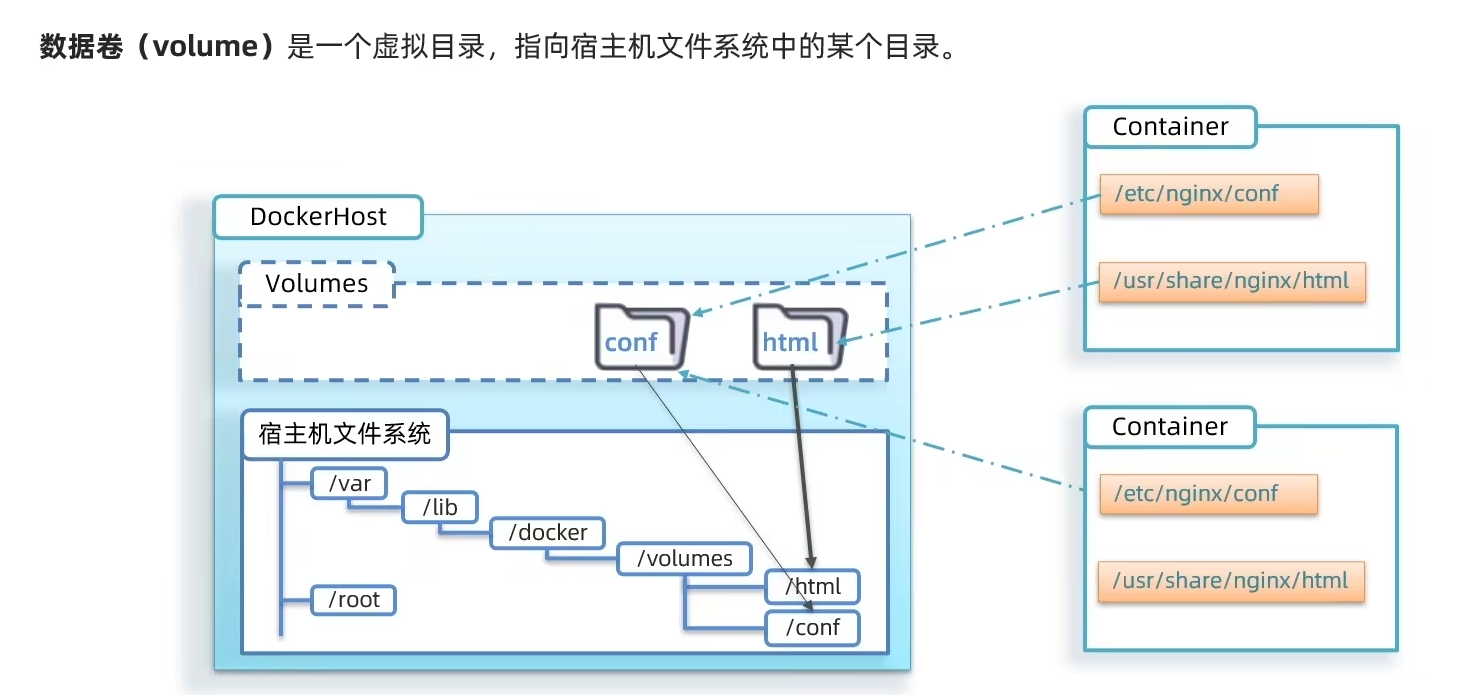 数据卷（volume）是一个虚拟目录，指向宿主机文件系统中的某个目录。
DockerHost
Volumes
conf
html
宿主机文件系统
/var
/lib
/docker
/volumes
/html
/root
/conf
Container
/etc/nginx/conf
/usr/share/nginx/html
Container
/etc/nginx/conf
/usr/share/nginx/html